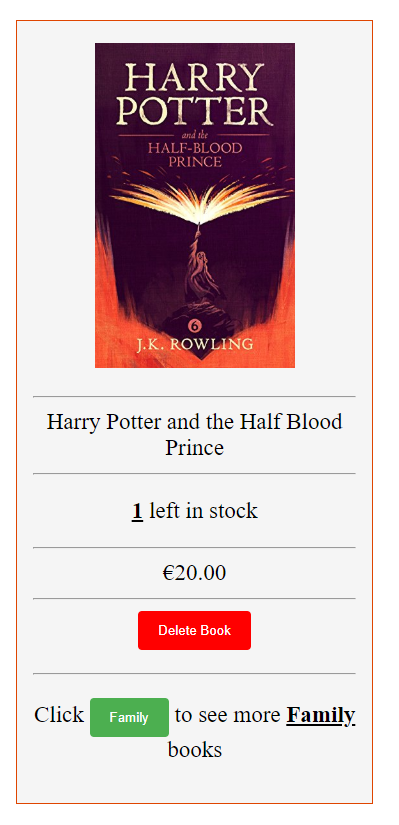 HARRY
POTTER
and the
HALF-BLOOD
PRINCE
6
J.K. ROWLING
Harry Potter and the Half Blood
Prince
1 left in stock
€20.00
Delete Book
Click Family to see more Family
books